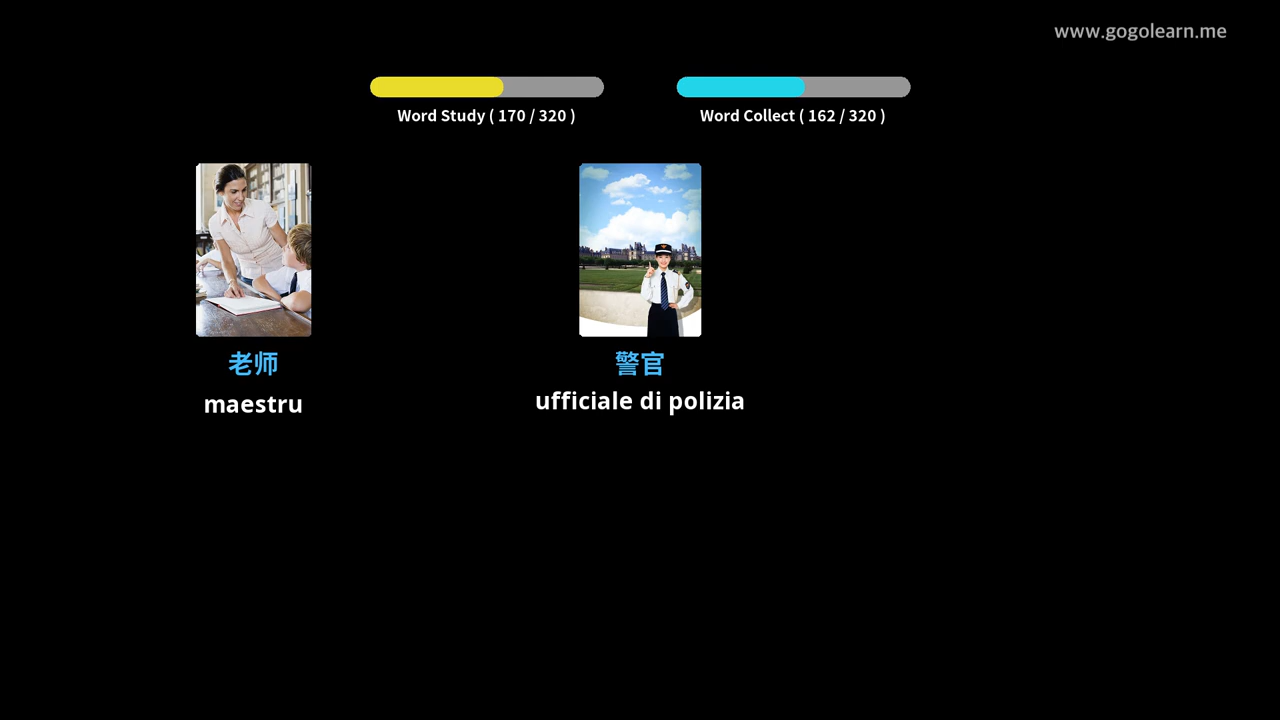 www.gogolearn.me
Word Study ( 170 / 320 )
Word Collect ( 162 / 320 )
老师
警官
maestru
ufficiale di polizia